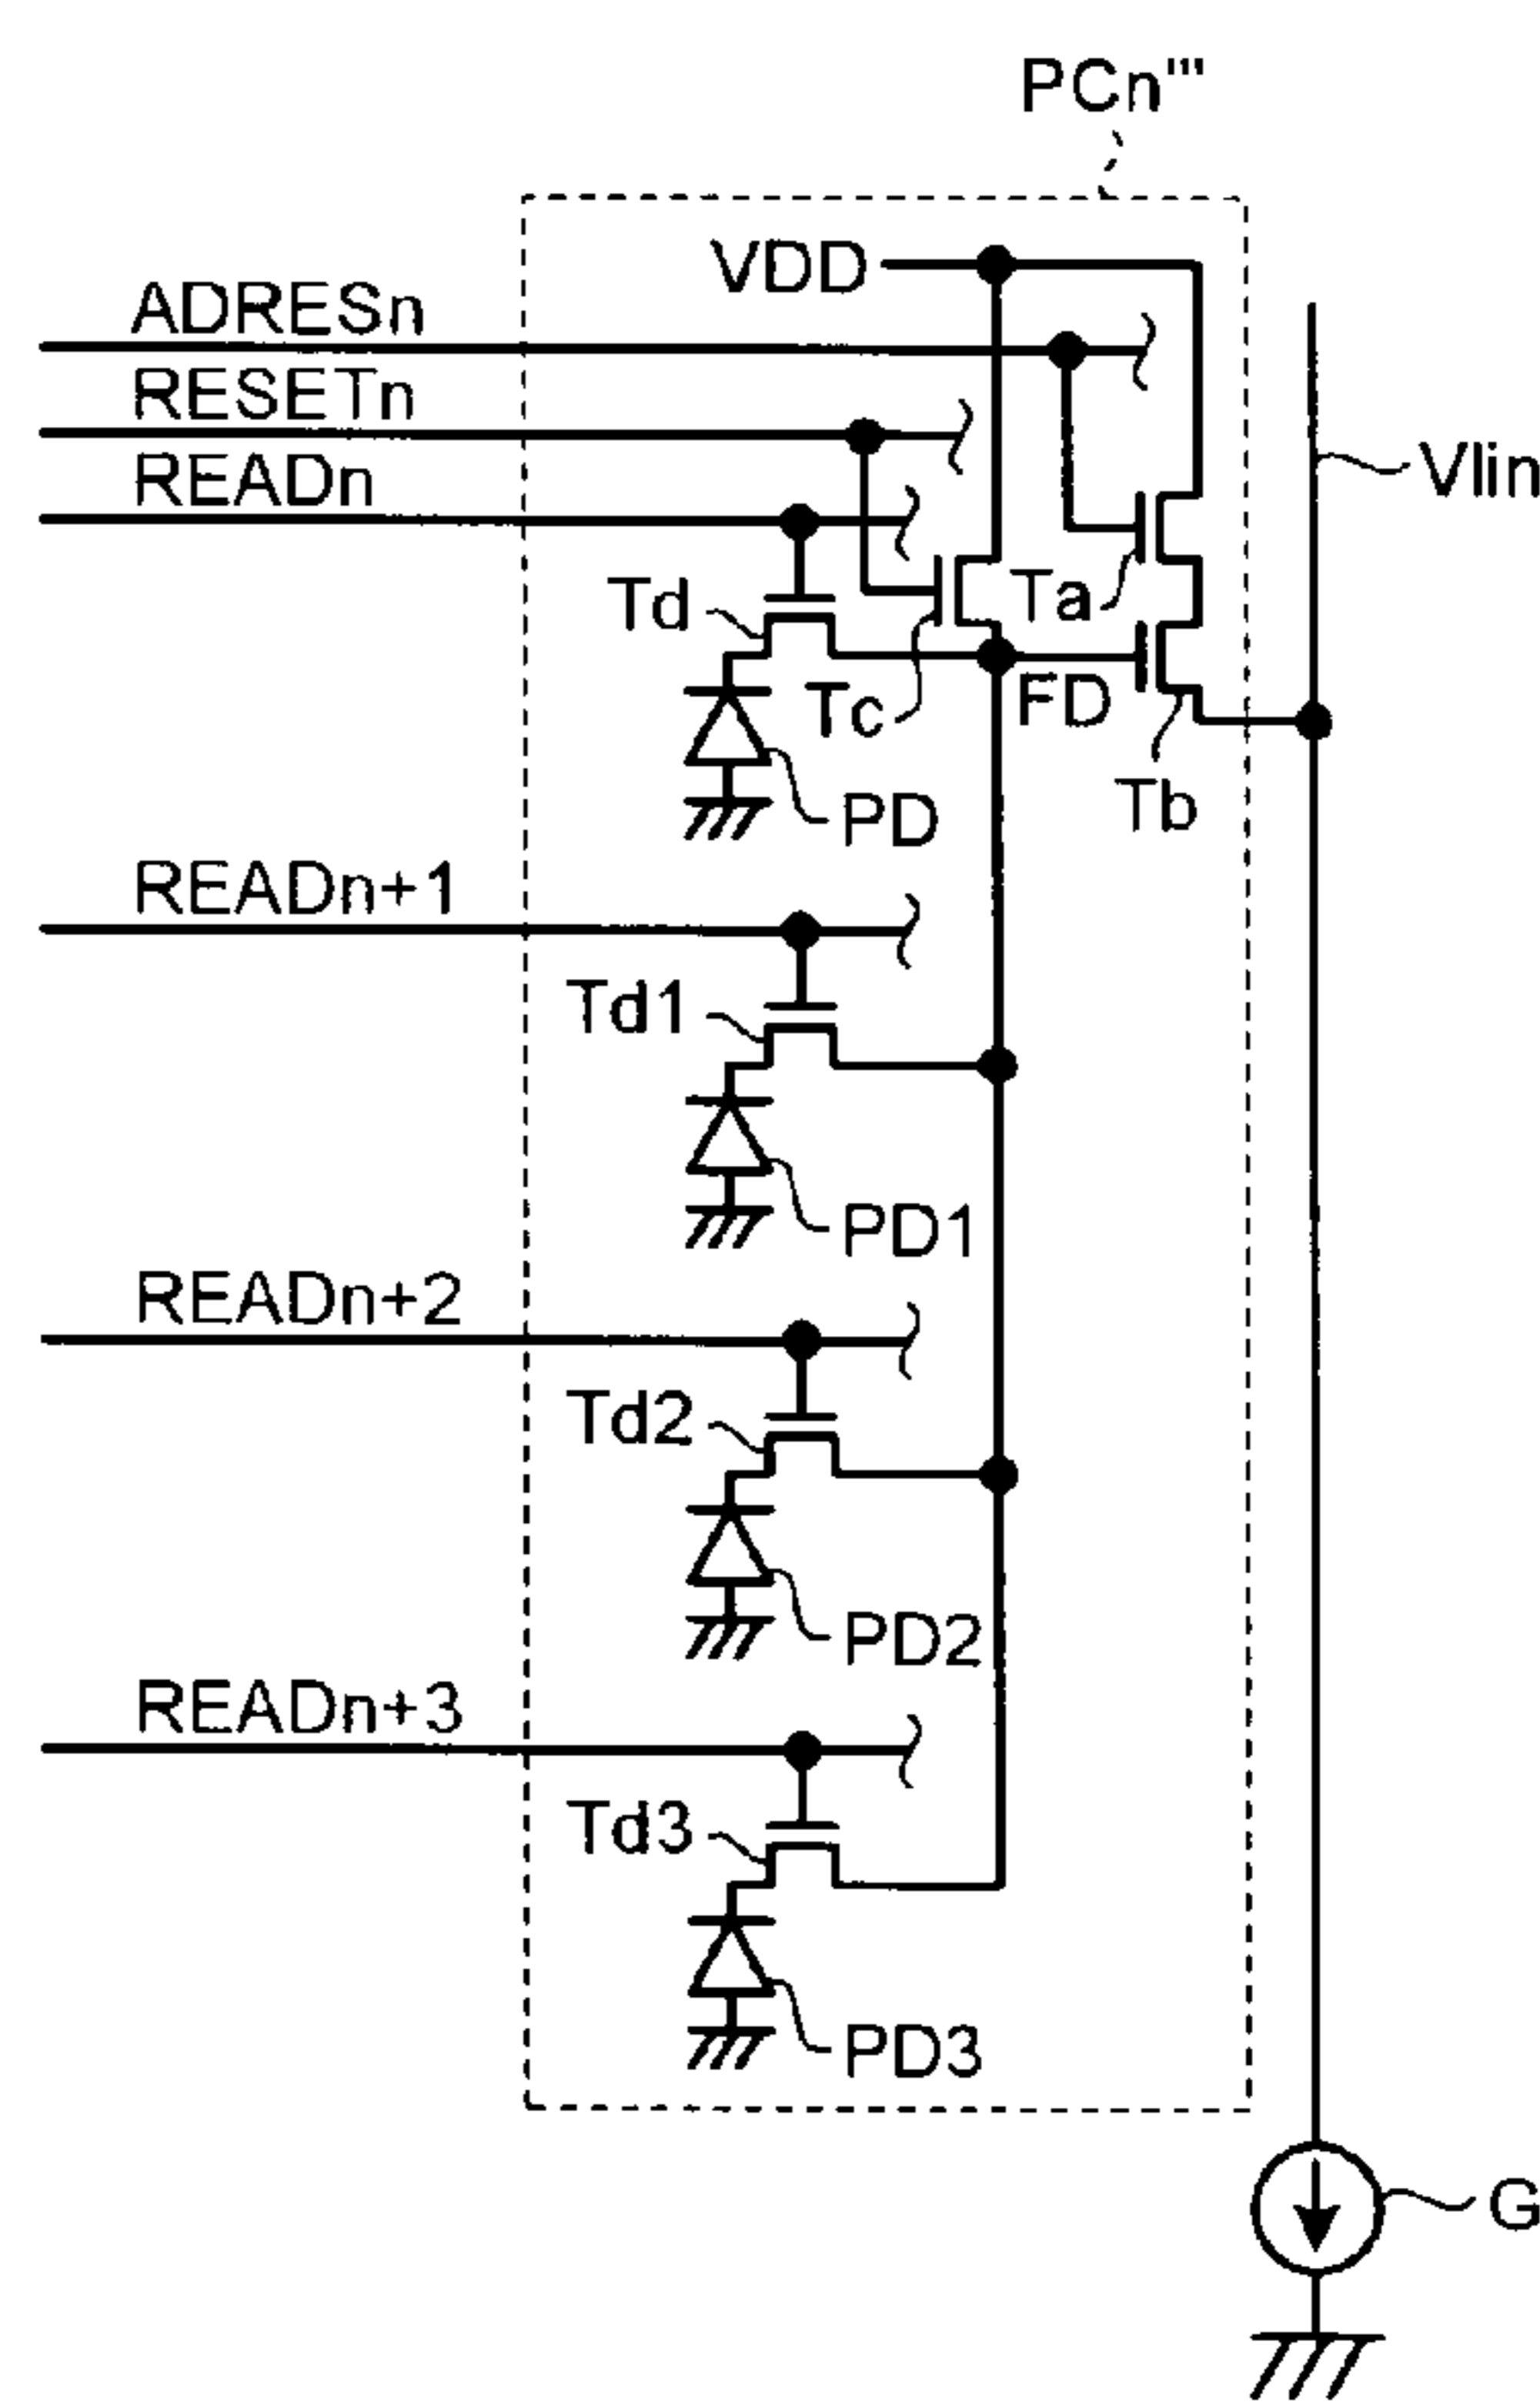 PCn'''
VDD
ADRESn
RESETn
READn
Vlin
Td
Ta
Tc
FD
PD
Tb
READn+1
Td1
PD1
READn+2
Td2
PD2
READn+3
Td3
PD3
G